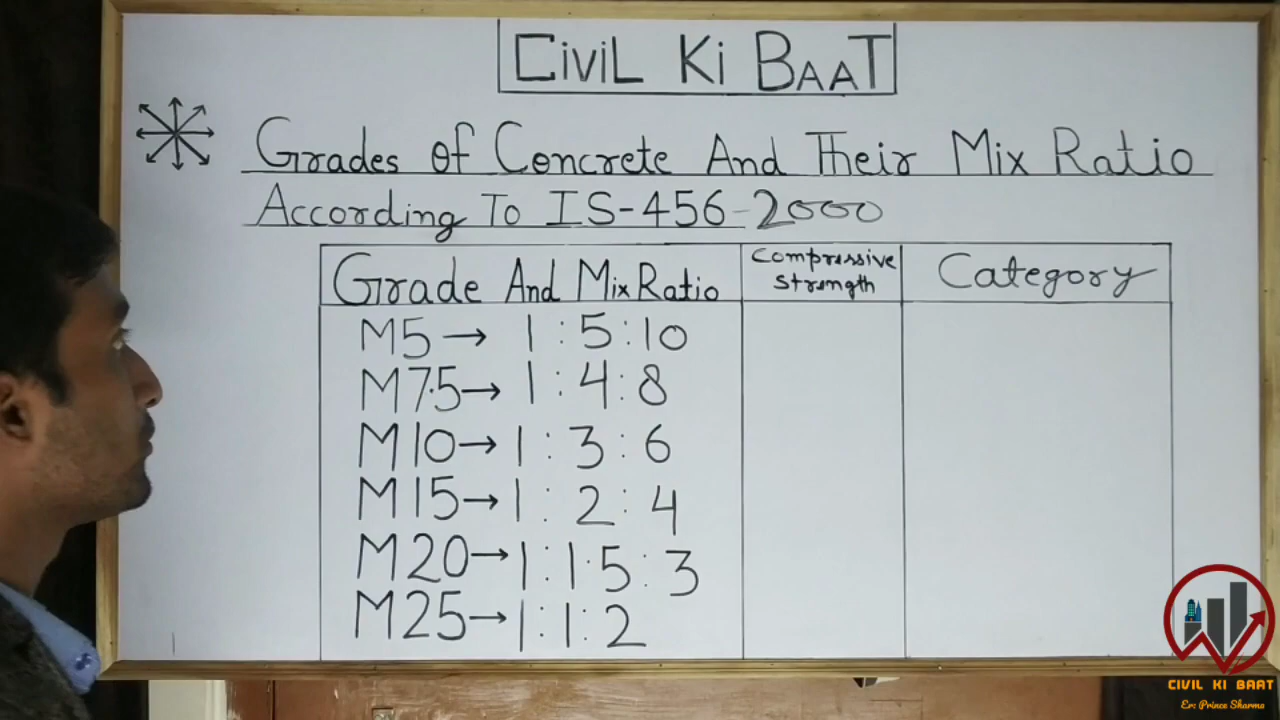 CiviL Ki BAAT
Grades of Concrete And Their Mix Ratio
According To IS-456-2000
Grade And Mix Ratio
Compressive
Strength
Category
M5→ 1:5:10
M7.5→ 1:4:8
M10→ 1:3:6
M15→ 1:2:4
M20→ 1:1.5:3
M25→ 1:1:2
CIVIL KI BAAT
Er: Prince Sharma